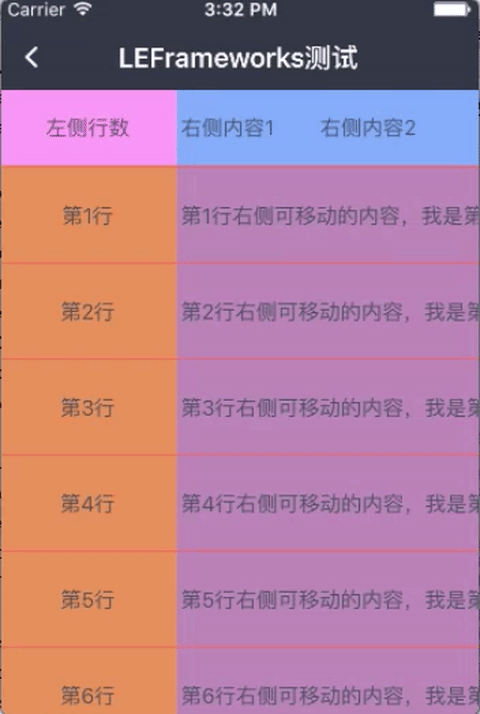 Carrier 3:32 PM
LEFrameworks测试
左侧行数 右侧内容1 右侧内容2
第1行 第1行右侧可移动的内容，我是第
第2行 第2行右侧可移动的内容，我是第
第3行 第3行右侧可移动的内容，我是第
第4行 第4行右侧可移动的内容，我是第
第5行 第5行右侧可移动的内容，我是第
第6行 第6行右侧可移动的内容，我是第